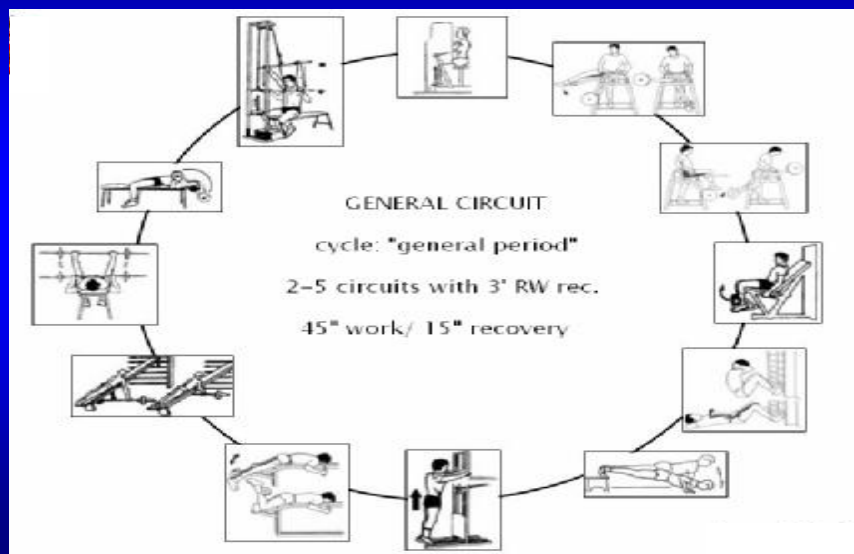 GENERAL CIRCUIT
cycle: "general period"
2-5 circuits with 3' RW rec.
45" work/ 15" recovery